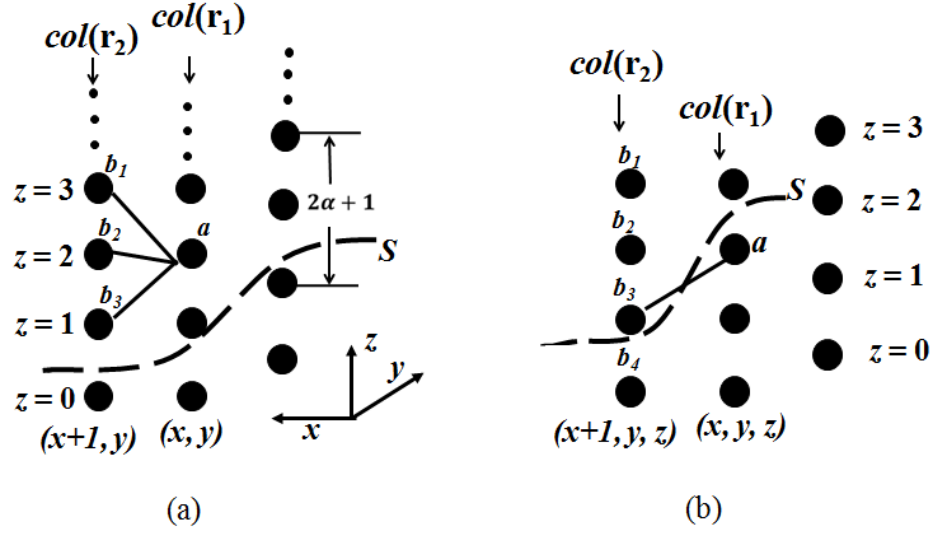 col(r₂)
col(r₁)
b₁
z = 3
b₂
a
z = 2
b₃
z = 1
z = 0
2α + 1
S
z
y
x
(x+1, y)
(x, y)
(a)
col(r₂)
col(r₁)
b₁
b₂
b₃
b₄
a
S
z = 3
z = 2
z = 1
z = 0
(x+1, y, z)
(x, y, z)
(b)